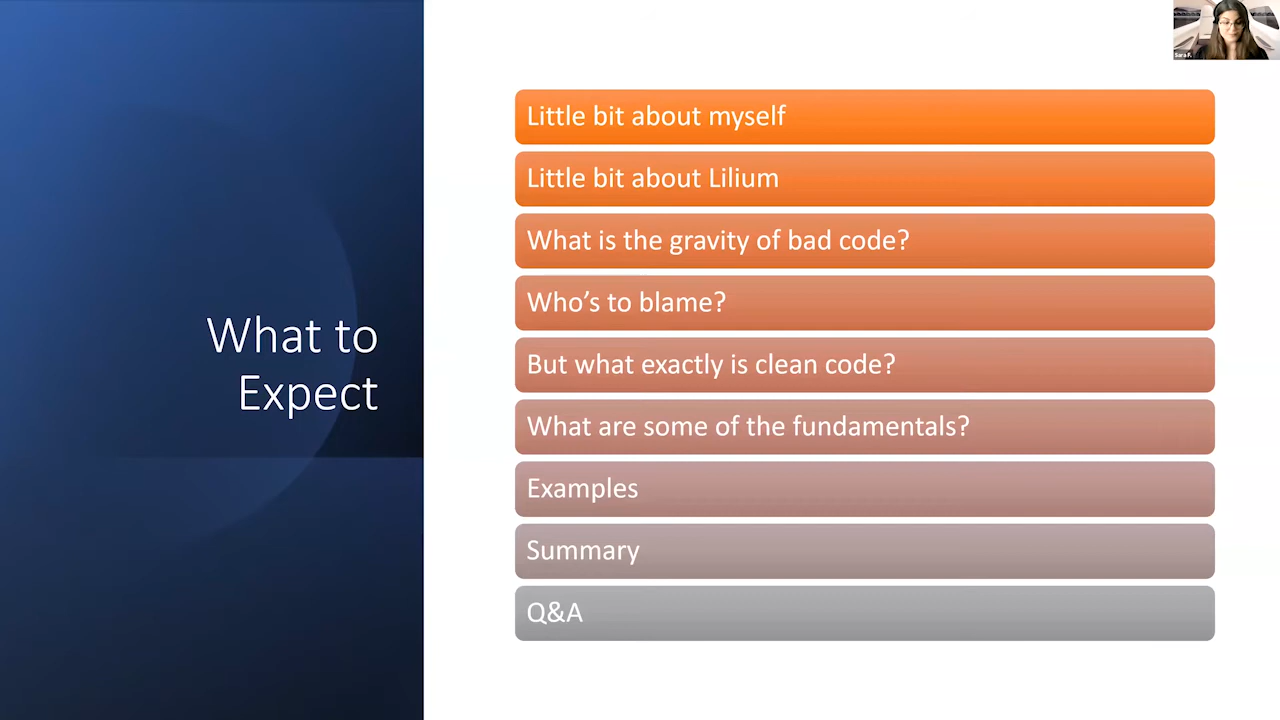 Sara F.
What to
Expect
Little bit about myself
Little bit about Lilium
What is the gravity of bad code?
Who’s to blame?
But what exactly is clean code?
What are some of the fundamentals?
Examples
Summary
Q&A